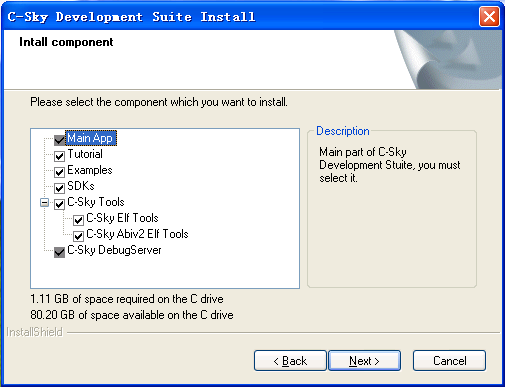 C-Sky Development Suite Install
Intall component
Please select the component which you want to install.
Main App
Tutorial
Examples
SDKs
C-Sky Tools
C-Sky Elf Tools
C-Sky Abiv2 Elf Tools
C-Sky DebugServer
Description
Main part of C-Sky
Development Stuite, you must
select it.
1.11 GB of space required on the C drive
80.20 GB of space available on the C drive
InstallShield
< Back
Next >
Cancel